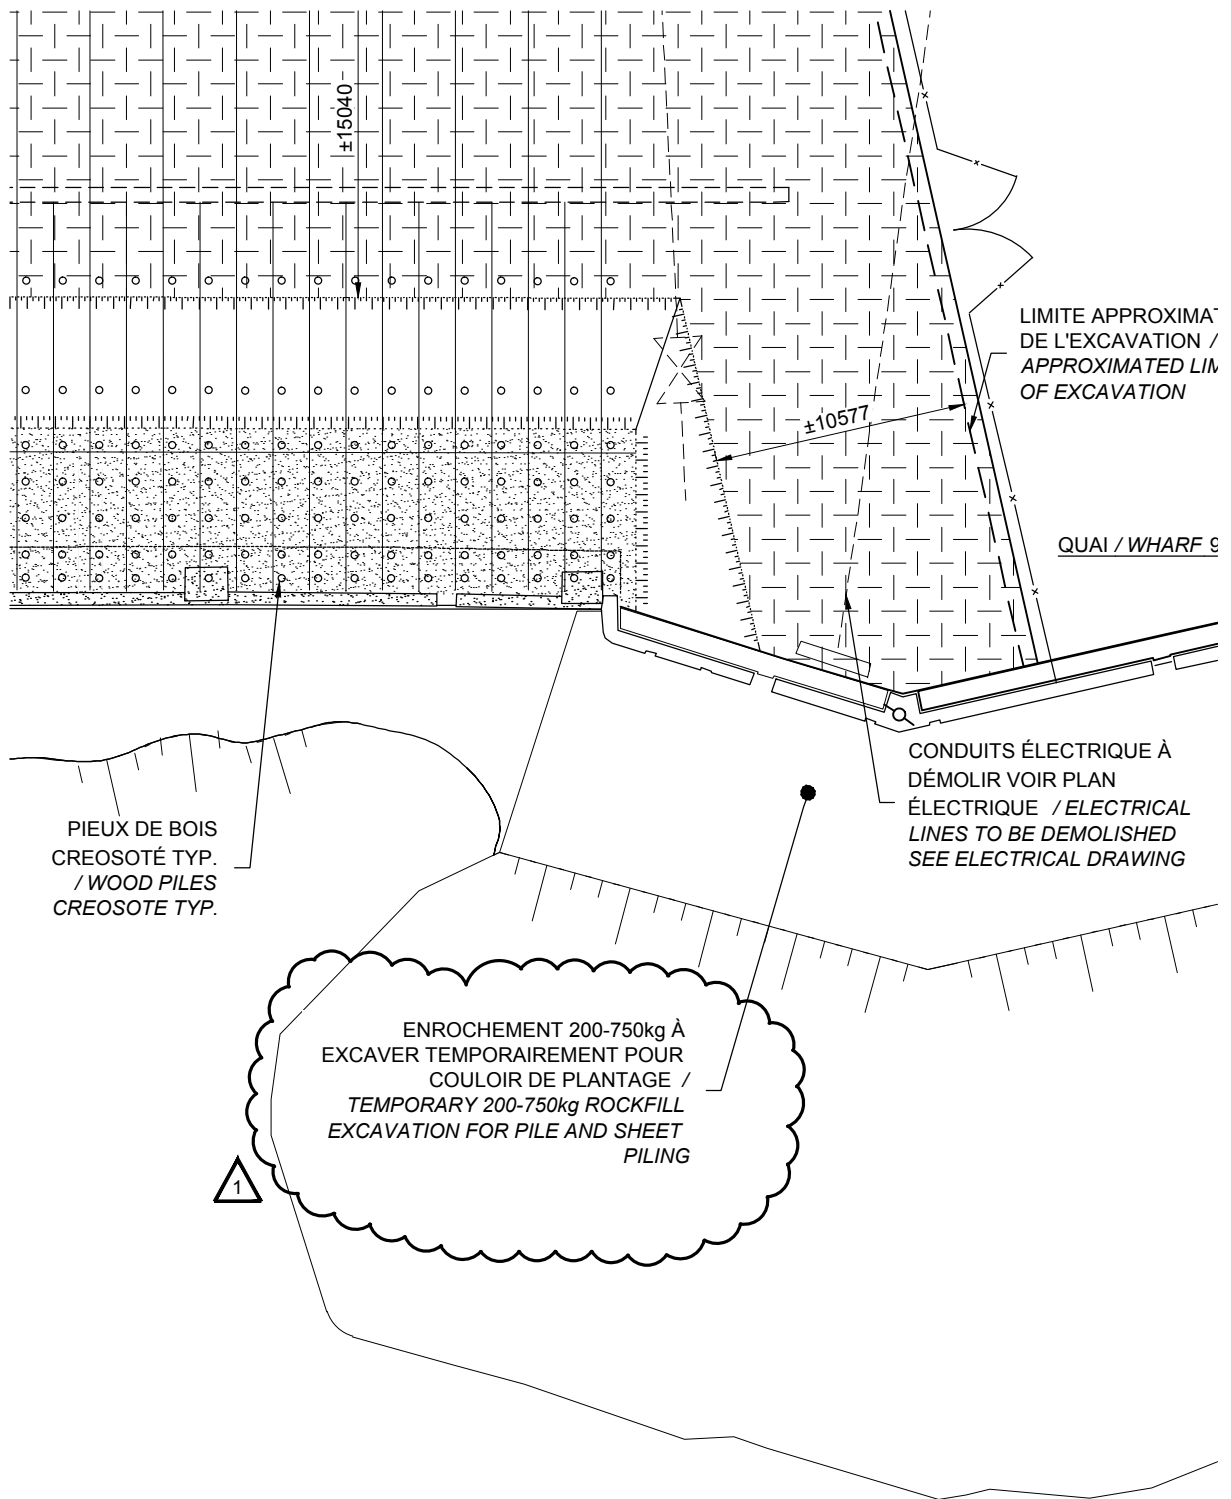 ±15040
LIMITE
DE L'EXCAVATION /
APPROXIMATED
OF EXCAVATION
±10577
QUAI / WHARF 9
CONDUITS ÉLECTRIQUE À
DÉMOLIR VOIR PLAN
ÉLECTRIQUE / ELECTRICAL
LINES TO BE DEMOLISHED
SEE ELECTRICAL DRAWING
PIEUX DE BOIS
CREOSOTÉ TYP.
/ WOOD PILES
CREOSOTE TYP.
ENROCHEMENT 200-750kg À
EXCAVER TEMPORAIREMENT POUR
COULOIR DE PLANTAGE /
TEMPORARY 200-750kg ROCKFILL
EXCAVATION FOR PILE AND SHEET
PILING
1